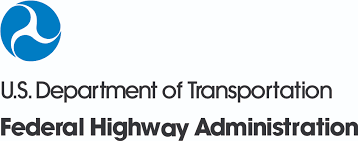 U.S. Department of Transportation
Federal Highway Administration